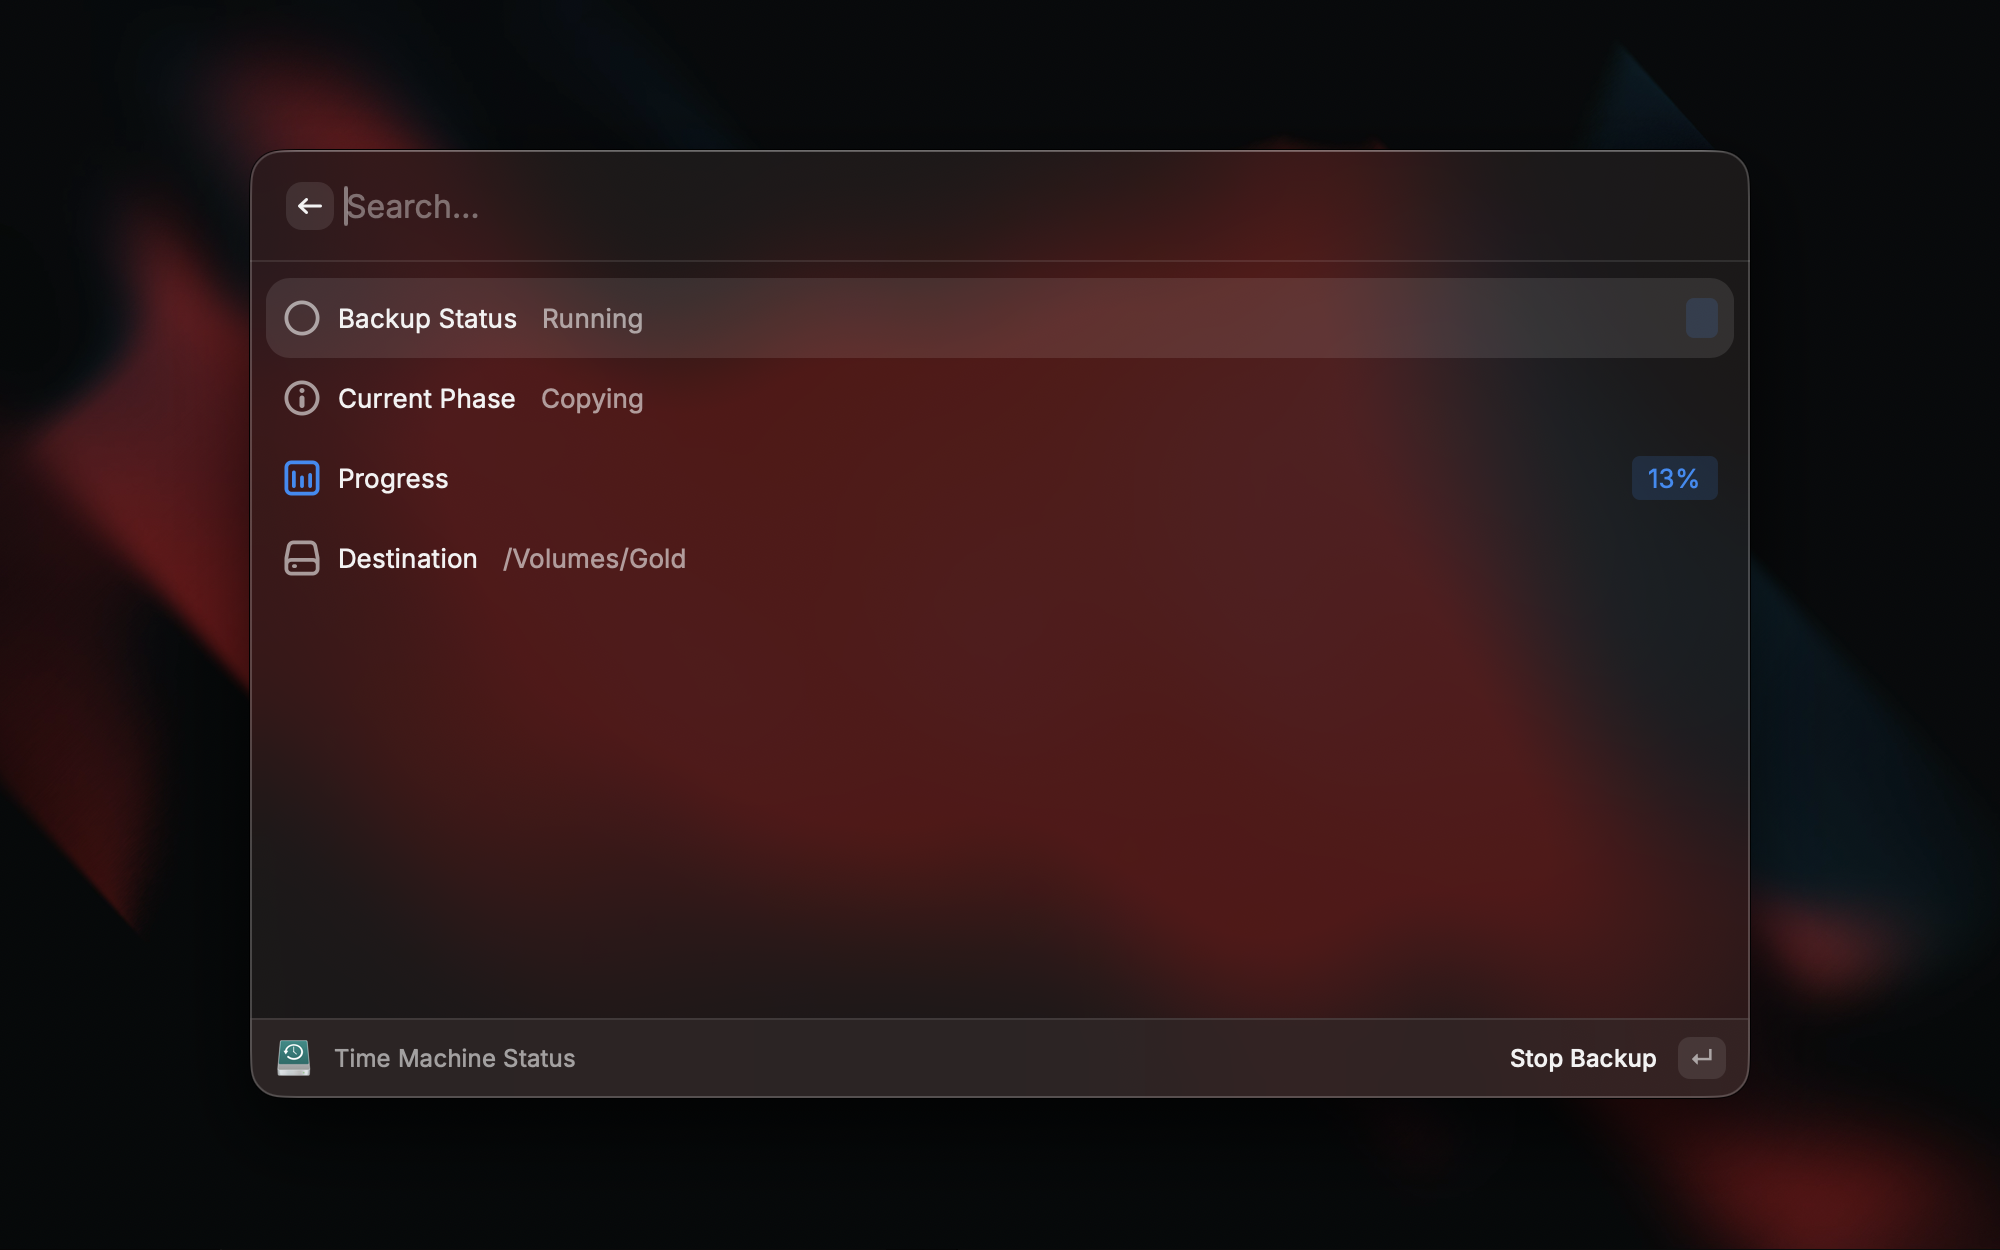 Search...
Backup Status Running
Current Phase Copying
Progress 13%
Destination /Volumes/Gold
Time Machine Status Stop Backup